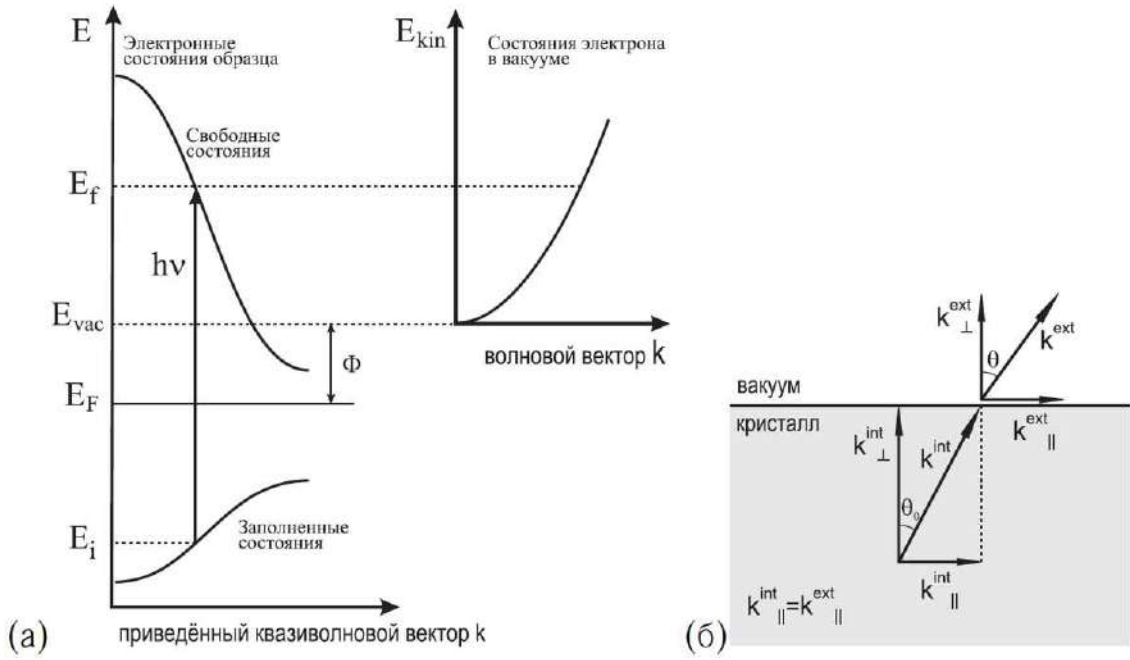 E
Электронные
состояния образца
Свободные
состояния
E_f
hν
E_vac
Φ
E_F
Заполненные
состояния
E_i
(а)
приведённый квазиволновой вектор k
E_kin
Состояния электрона
в вакууме
волновой вектор k
k^ext_⊥
θ
k^ext
вакуум
кристалл
k^int_⊥
k^int
k^ext_||
θ_0
k^int_||
k^int_||=k^ext_||
(б)